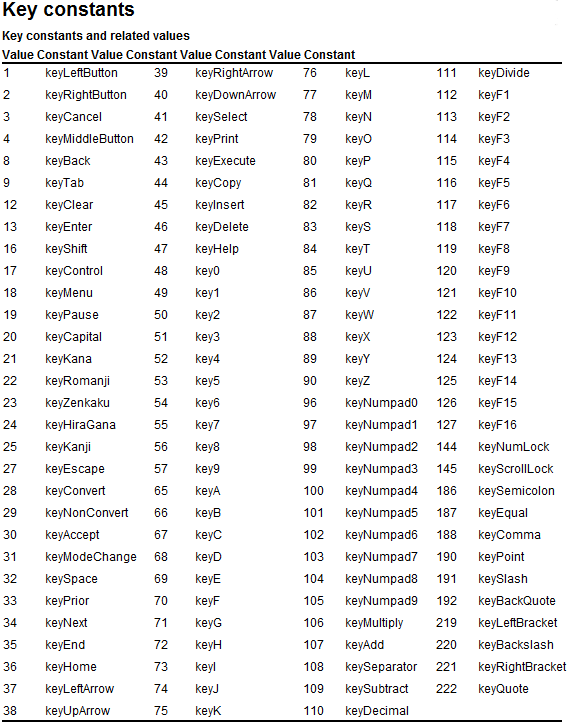 Key constants
Key constants and related values
Value Constant Value Constant Value Constant Value Constant
1 keyLeftButton 39 keyRightArrow 76 keyL 111 keyDivide
2 keyRightButton 40 keyDownArrow 77 keyM 112 keyF1
3 keyCancel 41 keySelect 78 keyN 113 keyF2
4 keyMiddleButton 42 keyPrint 79 keyO 114 keyF3
8 keyBack 43 keyExecute 80 keyP 115 keyF4
9 keyTab 44 keyCopy 81 keyQ 116 keyF5
12 keyClear 45 keyInsert 82 keyR 117 keyF6
13 keyEnter 46 keyDelete 83 keyS 118 keyF7
16 keyShift 47 keyHelp 84 keyT 119 keyF8
17 keyControl 48 key0 85 keyU 120 keyF9
18 keyMenu 49 key1 86 keyV 121 keyF10
19 keyPause 50 key2 87 keyW 122 keyF11
20 keyCapital 51 key3 88 keyX 123 keyF12
21 keyKana 52 key4 89 keyY 124 keyF13
22 keyRomanji 53 key5 90 keyZ 125 keyF14
23 keyZenkaku 54 key6 96 keyNumpad0 126 keyF15
24 keyHiraGana 55 key7 97 keyNumpad1 127 keyF16
25 keyKanji 56 key8 98 keyNumpad2 144 keyNumLock
27 keyEscape 57 key9 99 keyNumpad3 145 keyScrollLock
28 keyConvert 65 keyA 100 keyNumpad4 186 keySemicolon
29 keyNonConvert 66 keyB 101 keyNumpad5 187 keyEqual
30 keyAccept 67 keyC 102 keyNumpad6 188 keyComma
31 keyModeChange 68 keyD 103 keyNumpad7 190 keyPoint
32 keySpace 69 keyE 104 keyNumpad8 191 keySlash
33 keyPrior 70 keyF 105 keyNumpad9 192 keyBackQuote
34 keyNext 71 keyG 106 keyMultiply 219 keyLeftBracket
35 keyEnd 72 keyH 107 keyAdd 220 keyBackslash
36 keyHome 73 keyI 108 keySeparator 221 keyRightBracket
37 keyLeftArrow 74 keyJ 109 keySubtract 222 keyQuote
38 keyUpArrow 75 keyK 110 keyDecimal